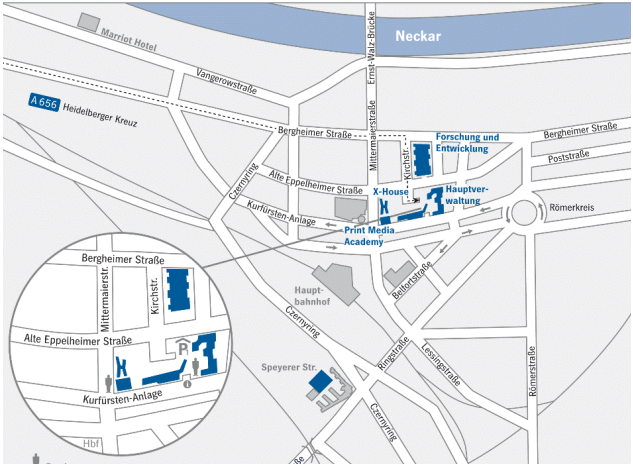 Marriot Hotel
Neckar
Ernst-Walz-Brücke
Vangerowstraße
A 656 Heidelberger Kreuz
Mittermaierstraße
Bergheimer Straße
Kirchstr.
Forschung und
Entwicklung
Bergheimer Straße
Poststraße
Czernyring
Alte Eppelheimer Straße
X-House
Hauptver-
waltung
Kurfürsten-Anlage
Römerkreis
Print Media
Academy
Bergheimer Straße
Mittermaierstr.
Kirchstr.
Haupt-
bahnhof
Belfortstraße
Alte Eppelheimer Straße
P
Czernyring
Ringstraße
Lessingstraße
Römerstraße
Speyerer Str.
i
Kurfürsten-Anlage
Czernyring
Hbf
ße